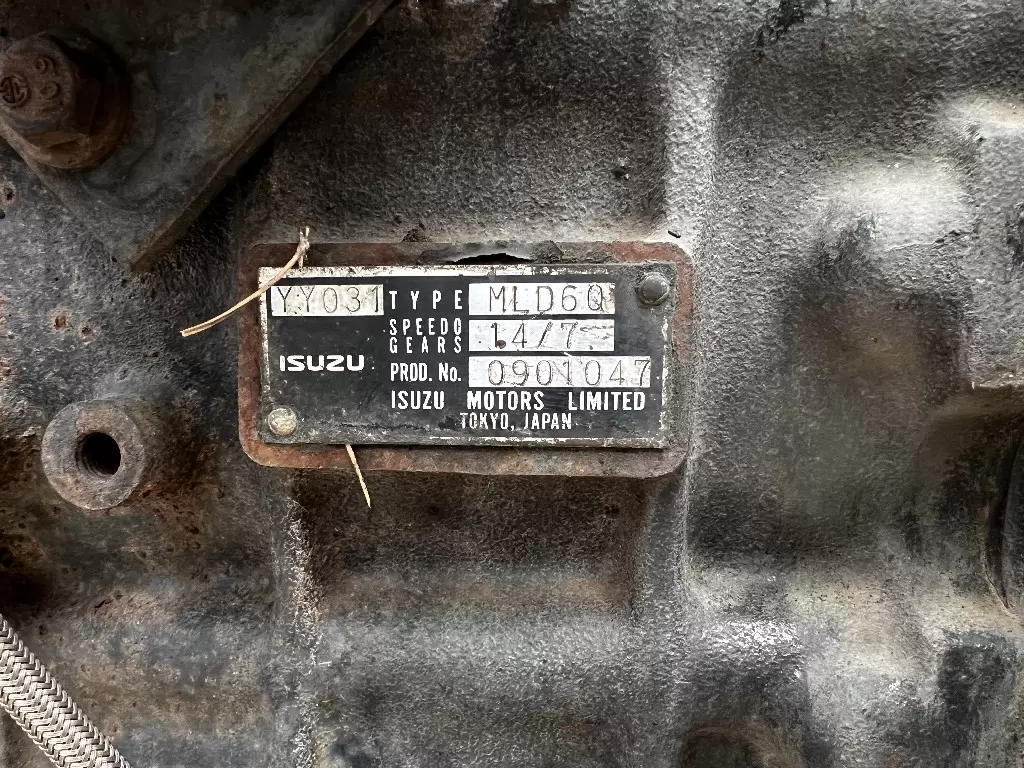 YY031 TYPE MLD6Q
SPEEDO GEARS 14/7
ISUZU PROD. No. 0901047
ISUZU MOTORS LIMITED
TOKYO, JAPAN